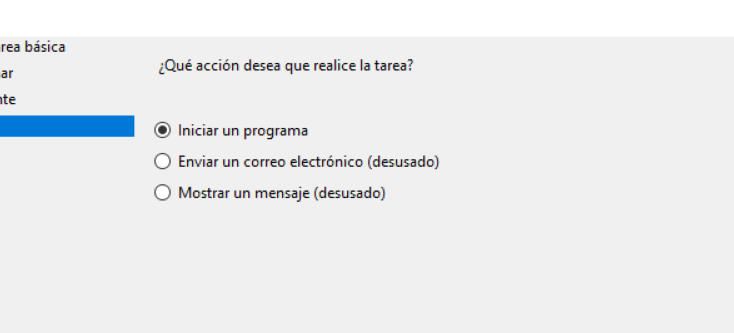 rea básica
ar
nte
¿Qué acción desea que realice la tarea?
Iniciar un programa
Enviar un correo electrónico (desusado)
Mostrar un mensaje (desusado)